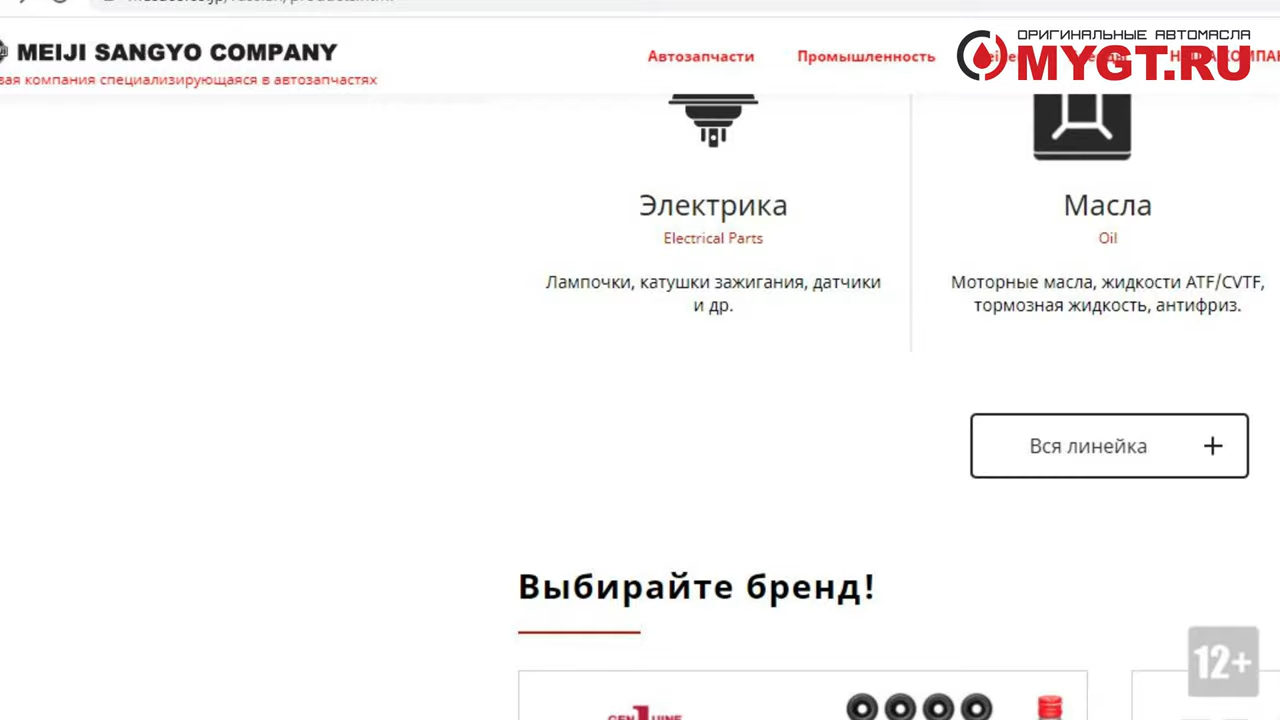 MEIJI SANGYO COMPANY
вая компания специализирующаяся в автозапчастях
Автозапчасти
Промышленность
ОРИГИНАЛЬНЫЕ АВТОМАСЛА
MYGT.RU
Электрика
Electrical Parts
Лампочки, катушки зажигания, датчики
и др.
Масла
Oil
Моторные масла, жидкости ATF/CVTF,
тормозная жидкость, антифриз.
Вся линейка +
Выбирайте бренд!
12+